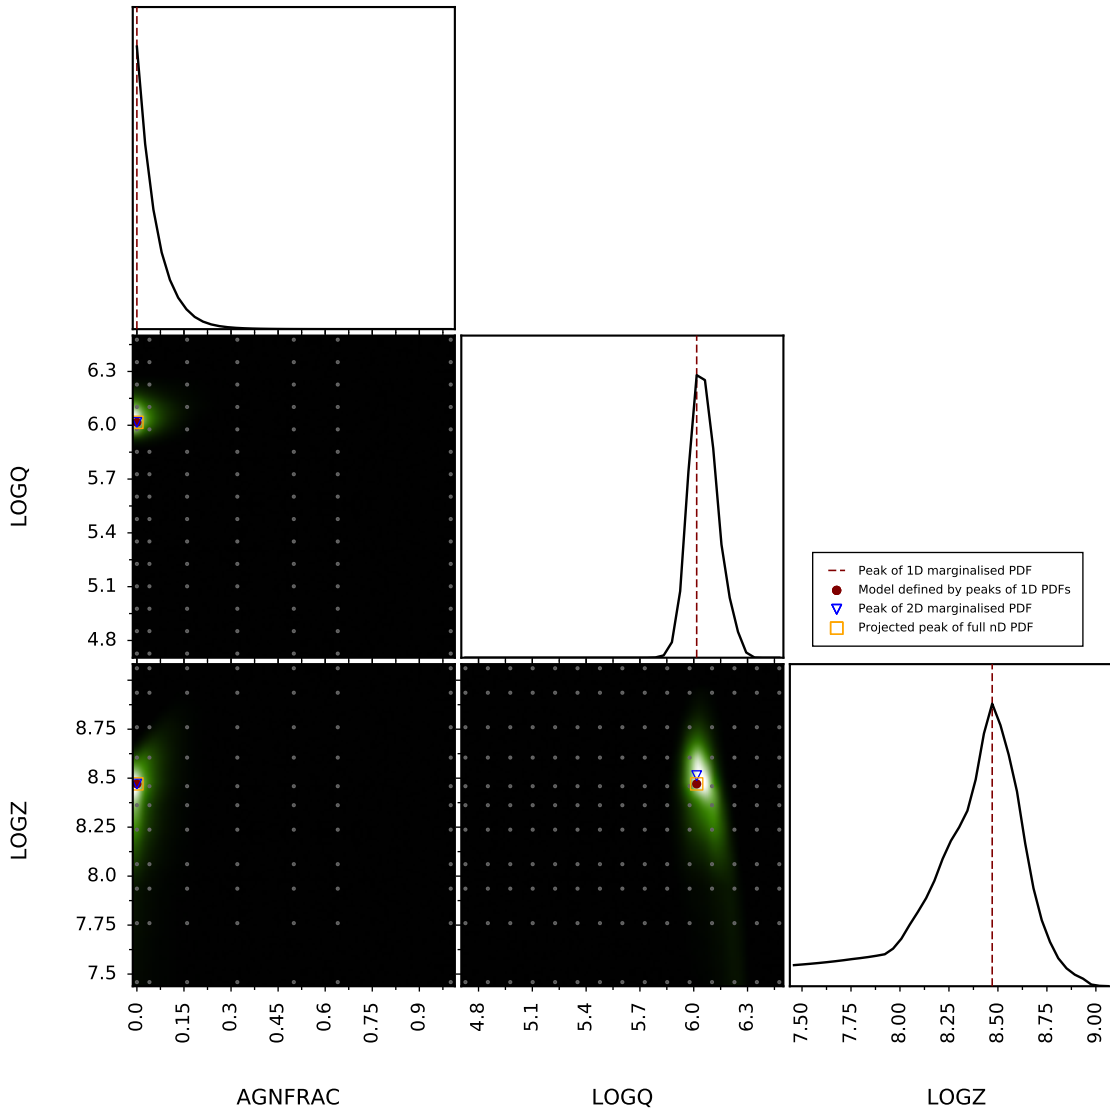 6.3
6.0
5.7
5.4
5.1
4.8
LOGQ
Peak of 1D marginalised PDF
Model defined by peaks of 1D PDFs
Peak of 2D marginalised PDF
Projected peak of full nD PDF
8.75
8.5
8.25
8.0
7.75
7.5
LOGZ
0.0 0.15 0.3 0.45 0.6 0.75 0.9
4.8 5.1 5.4 5.7 6.0 6.3
7.50 7.75 8.00 8.25 8.50 8.75 9.00
AGNFRAC
LOGQ
LOGZ